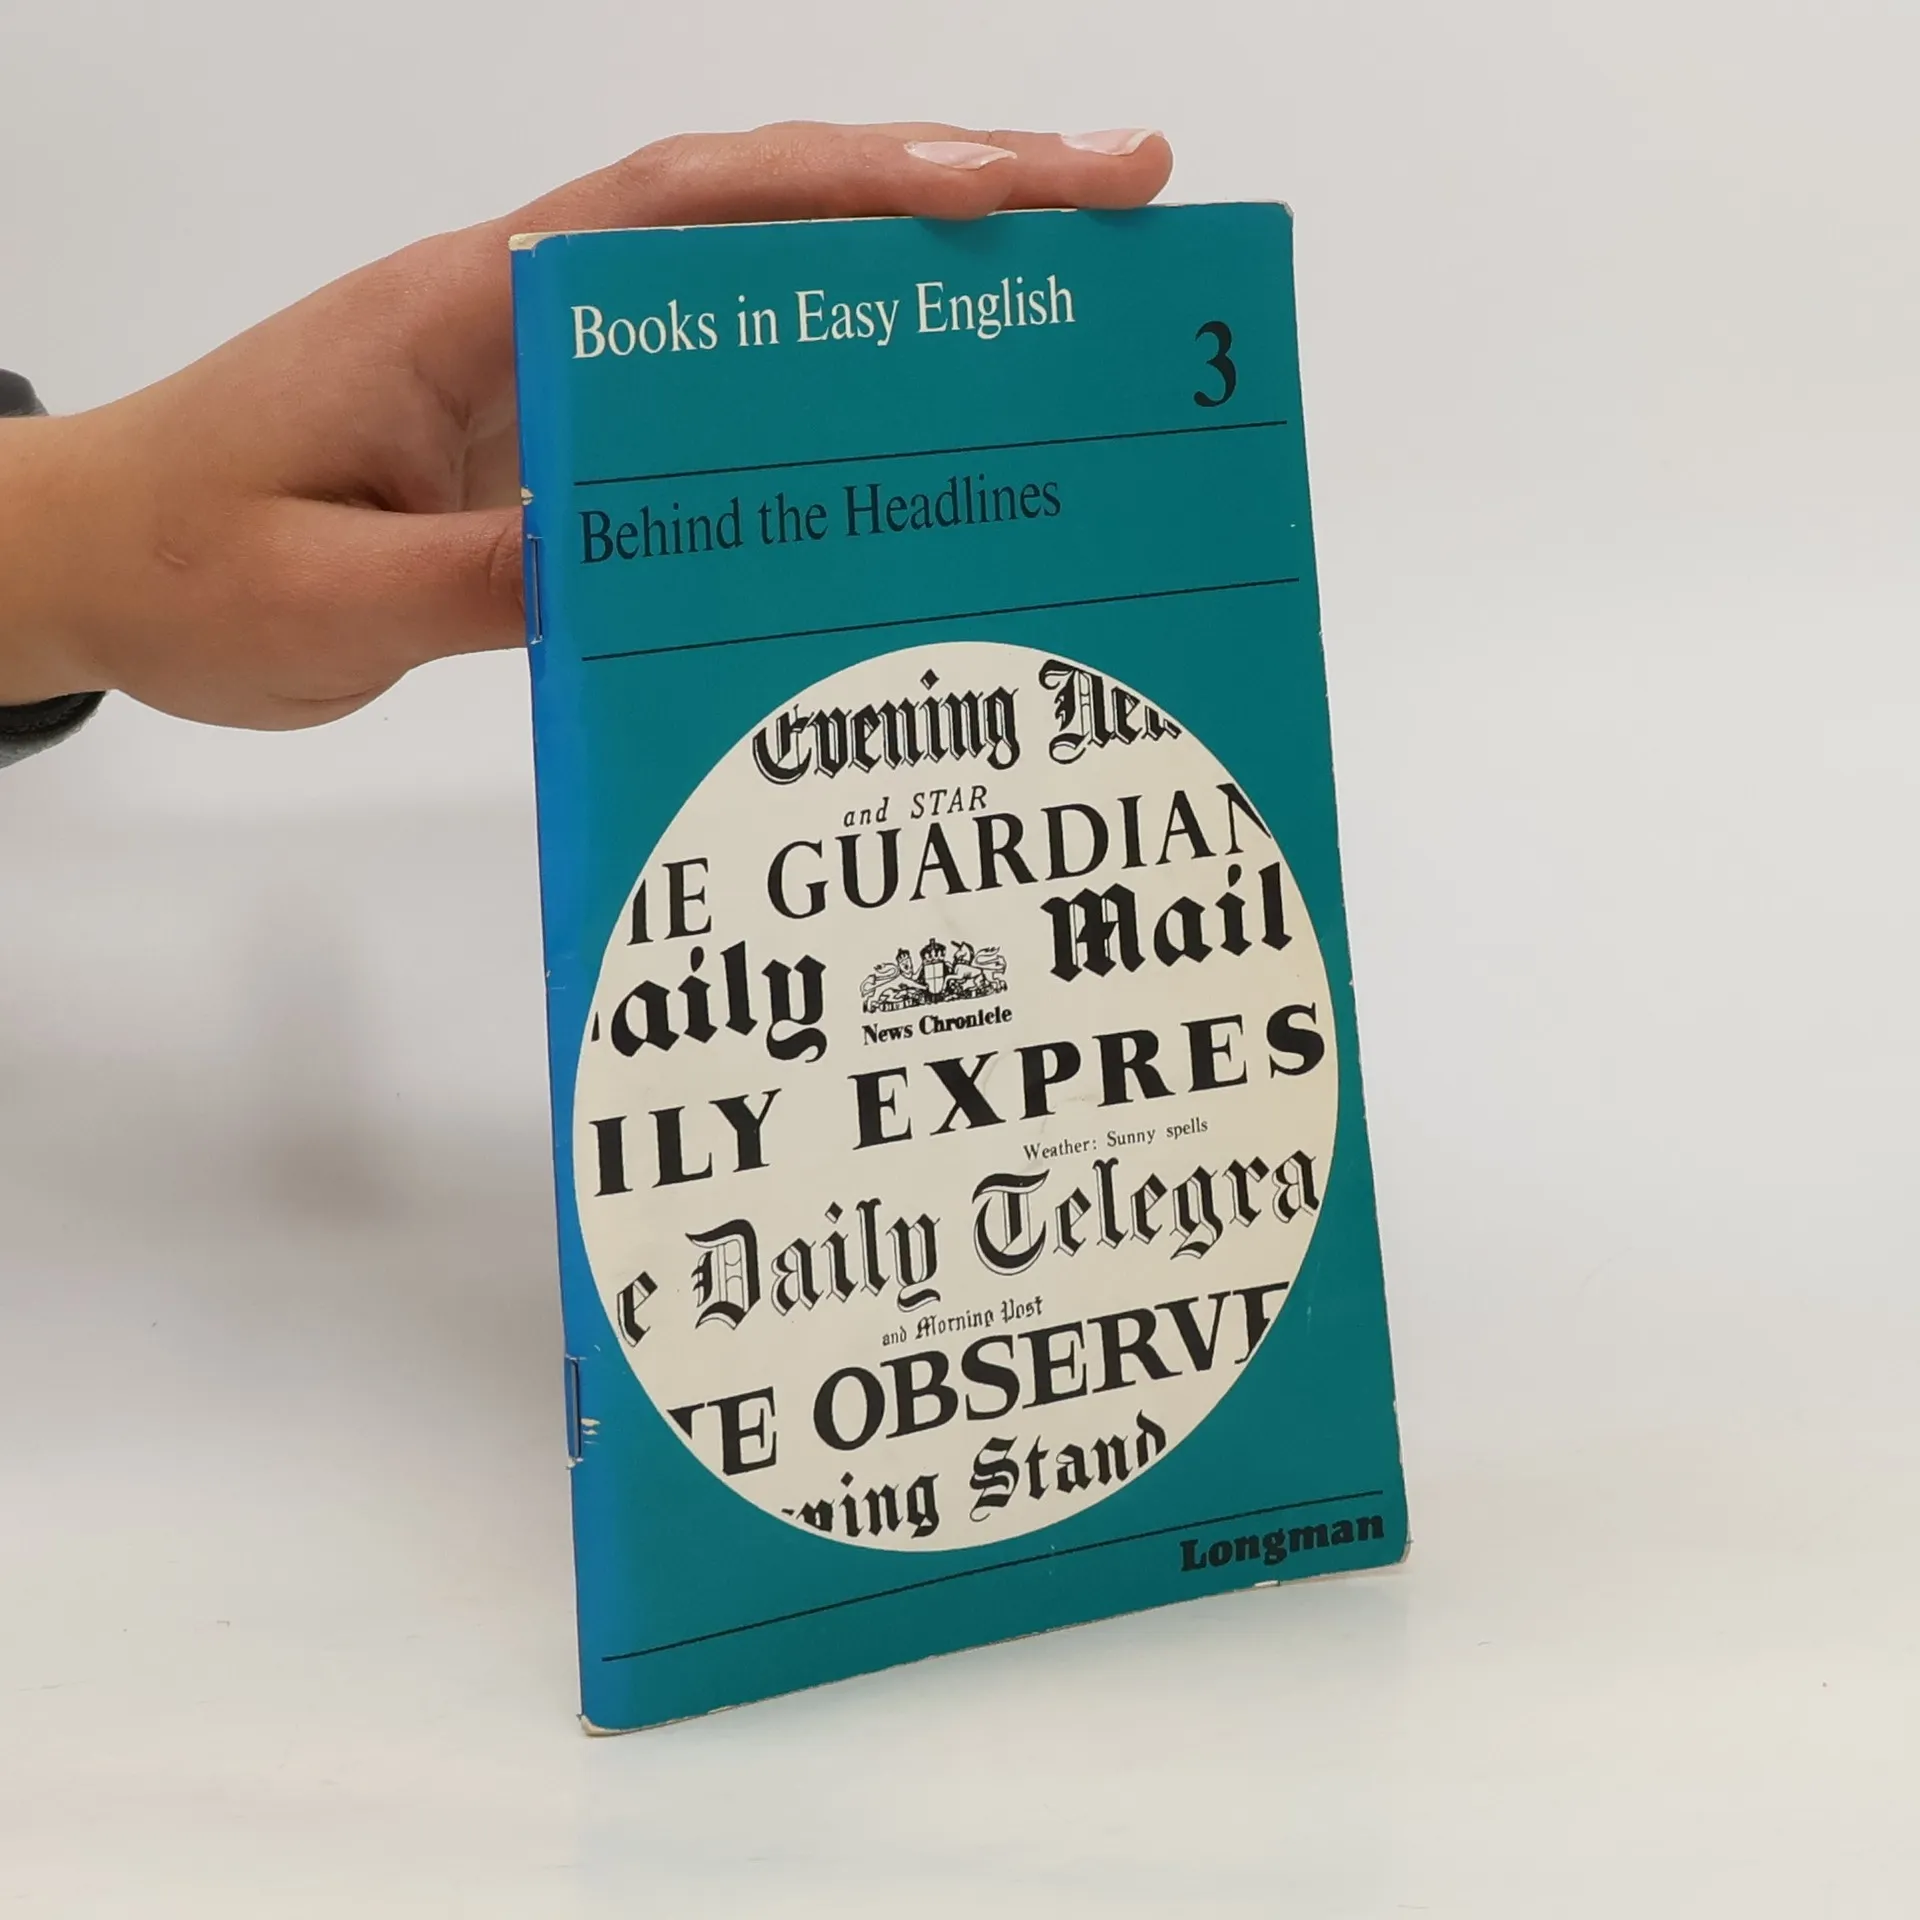 Books in Easy English
3
Behind the Headlines
Evening New
and STAR
HE GUARDIAN
aily Mail
News Chronicle
ILY EXPRES
Weather: Sunny spells
e Daily Telegra
and Morning Post
HE OBSERVE
ning Stand
Longman